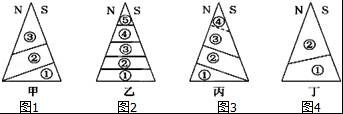 N S N S N S N S
⑤ ④
③ ④ ③ ②
② ③ ② ①
① ② ①
①
甲 乙 丙 丁
图1 图2 图3 图4